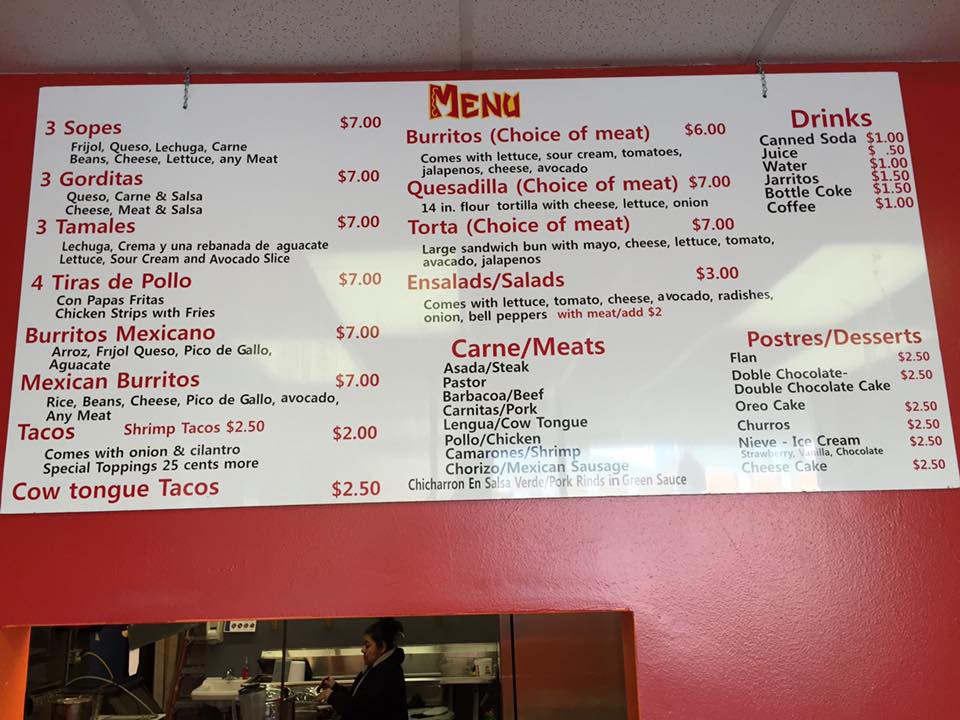 MENU
3 Sopes $7.00
Frijol, Queso, Lechuga, Carne
Beans, Cheese, Lettuce, any Meat
3 Gorditas $7.00
Queso, Carne & Salsa
Cheese, Meat & Salsa
3 Tamales $7.00
Lechuga, Crema y una rebanada de aguacate
Lettuce, Sour Cream and Avocado Slice
4 Tiras de Pollo $7.00
Con Papas Fritas
Chicken Strips with Fries
Burritos Mexicano $7.00
Arroz, Frijol Queso, Pico de Gallo,
Aguacate
Mexican Burritos $7.00
Rice, Beans, Cheese, Pico de Gallo, avocado,
Any Meat
Tacos Shrimp Tacos $2.50 $2.00
Comes with onion & cilantro
Special Toppings 25 cents more
Cow tongue Tacos $2.50
Burritos (Choice of meat) $6.00
Comes with lettuce, sour cream, tomatoes,
jalapenos, cheese, avocado
Quesadilla (Choice of meat) $7.00
14 in. flour tortilla with cheese, lettuce, onion
Torta (Choice of meat) $7.00
Large sandwich bun with mayo, cheese, lettuce, tomato,
avacado, jalapenos
Ensalads/Salads $3.00
Comes with lettuce, tomato, cheese, avocado, radishes,
onion, bell peppers with meat/add $2
Carne/Meats
Asada/Steak
Pastor
Barbacoa/Beef
Carnitas/Pork
Lengua/Cow Tongue
Pollo/Chicken
Camarones/Shrimp
Chorizo/Mexican Sausage
Chicharron En Salsa Verde/Pork Rinds in Green Sauce
Drinks
Canned Soda $1.00
Juice $ .50
Water $1.00
Jarritos $1.50
Bottle Coke $1.50
Coffee $1.00
Postres/Desserts
Flan $2.50
Doble Chocolate- $2.50
Double Chocolate Cake
Oreo Cake $2.50
Churros $2.50
Nieve - Ice Cream $2.50
Strawberry, Vanilla, Chocolate
Cheese Cake $2.50